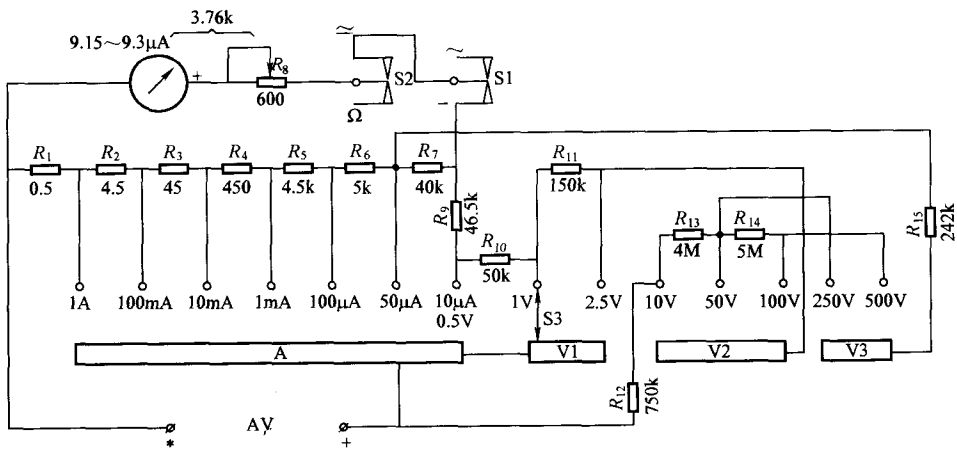 3.76k
9.15～9.3μA
≃ ～
+ R8 S2 S1
600 Ω −
R1 R2 R3 R4 R5 R6 R7 R11
0.5 4.5 45 450 4.5k 5k 40k 150k
R9 46.5k R13 R14 R15 242k
R10 4M 5M
50k
1A 100mA 10mA 1mA 100μA 50μA 10μA 1V 2.5V 10V 50V 100V 250V 500V
0.5V S3
A V1 V2 V3
R12 750k
A,V
* +